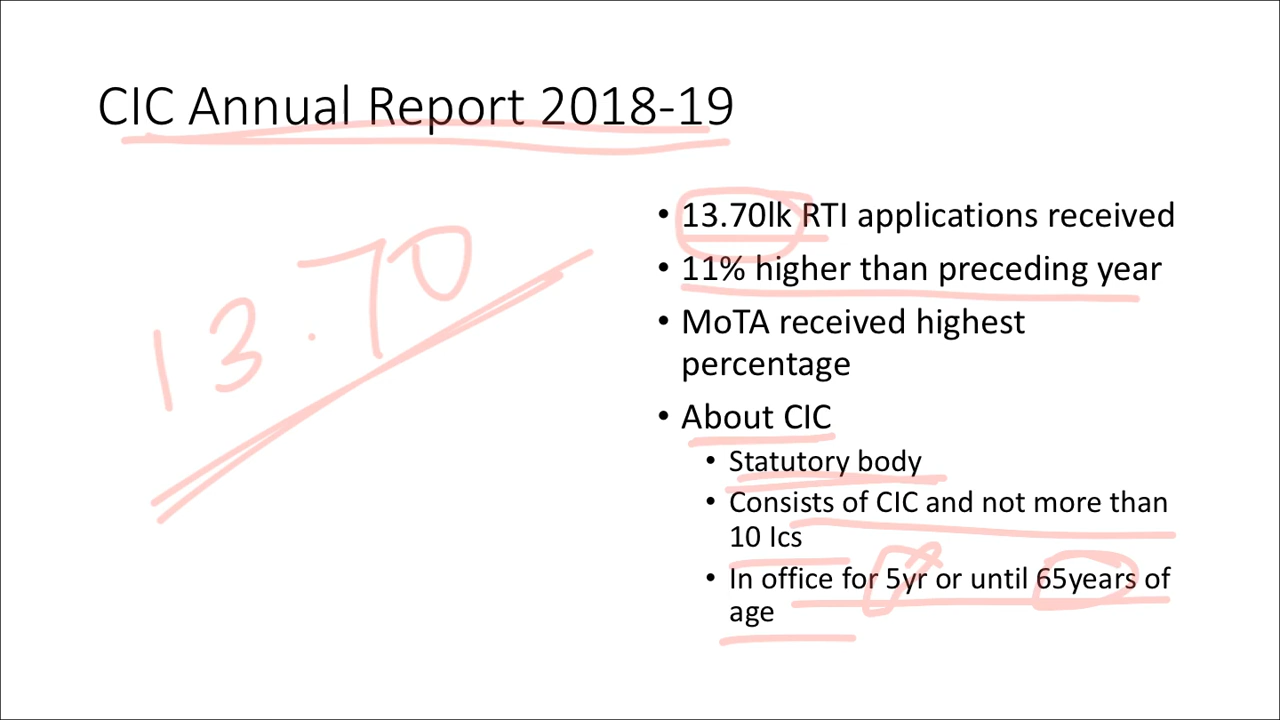 CIC Annual Report 2018-19
13.70
• 13.70lk RTI applications received
• 11% higher than preceding year
• MoTA received highest
percentage
• About CIC
• Statutory body
• Consists of CIC and not more than
10 Ics
• In office for 5yr or until 65years of
age